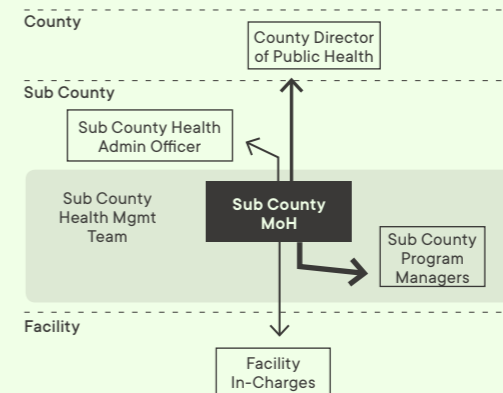 County
County Director
of Public Health
Sub County
Sub County Health
Admin Officer
Sub County
Health Mgmt
Team
Sub County
MoH
Sub County
Program
Managers
Facility
Facility
In-Charges